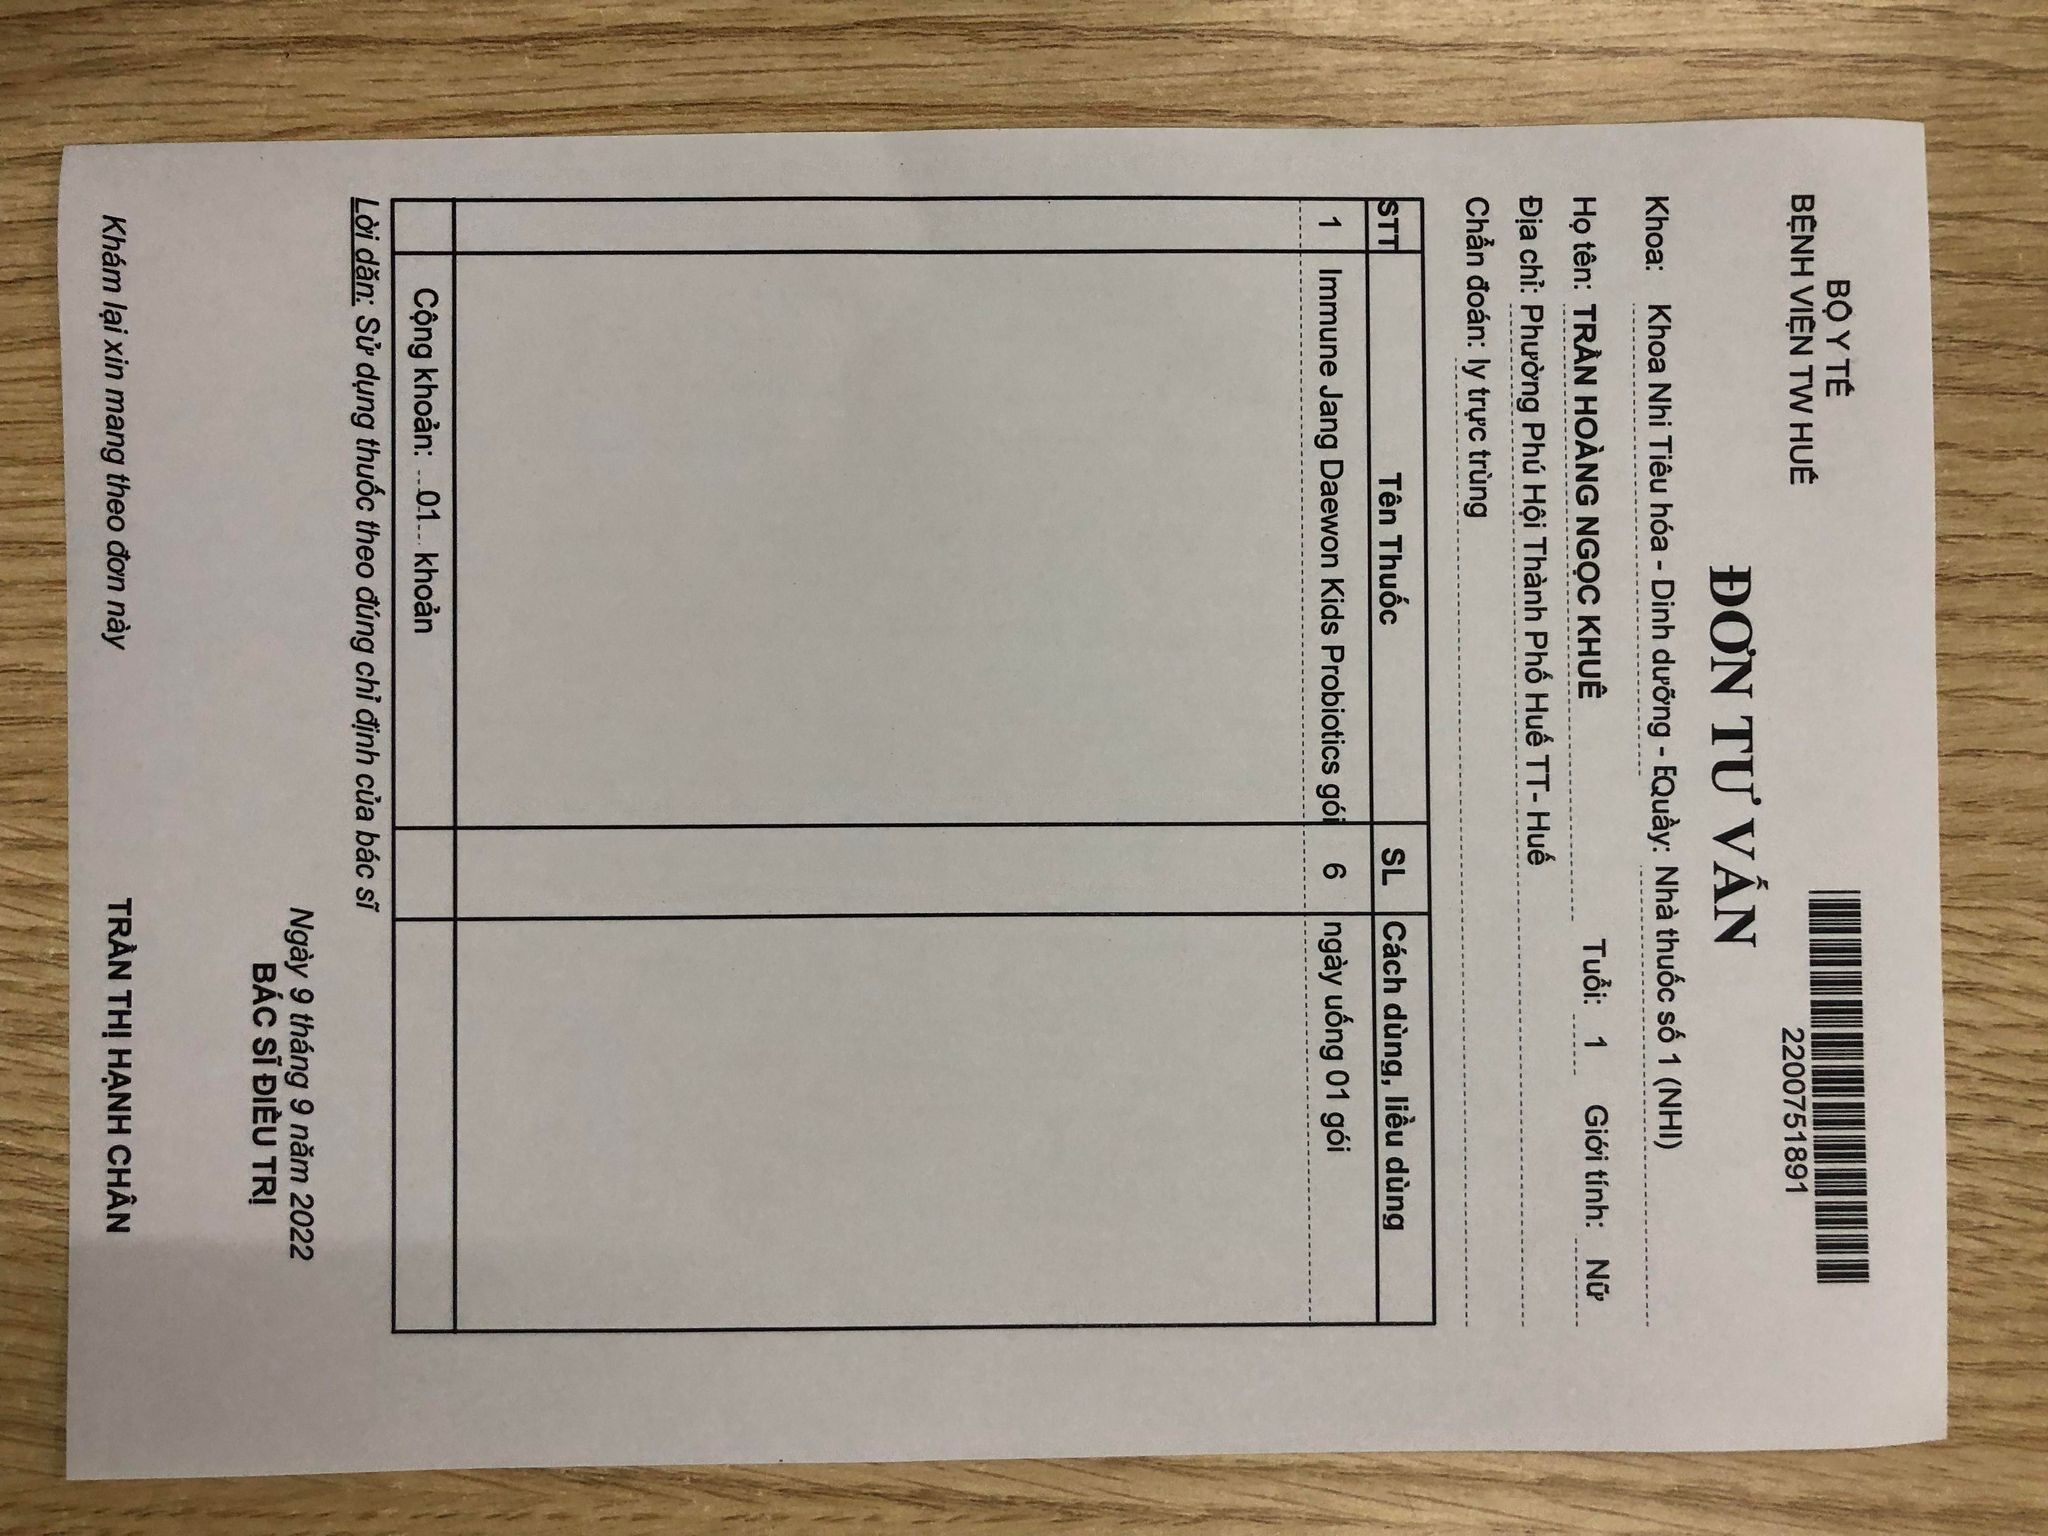 BỘ Y TẾ
BỆNH VIỆN TW HUẾ
2200751891
ĐƠN TƯ VẤN
Khoa: Khoa Nhi Tiêu hóa - Dinh dưỡng - EQuầy: Nhà thuốc số 1 (NHI)
Họ tên: TRẦN HOÀNG NGỌC KHUÊ Tuổi: 1 Giới tính: Nữ
Địa chỉ: Phường Phú Hội Thành Phố Huế TT- Huế
Chẩn đoán: ly trực trùng
STT Tên Thuốc SL Cách dùng, liều dùng
1 Immune Jang Daewon Kids Probiotics gói 6 ngày uống 01 gói
Cộng khoản: 01 khoản
Lời dặn: Sử dụng thuốc theo đúng chỉ định của bác sĩ
Ngày 9 tháng 9 năm 2022
BÁC SĨ ĐIỀU TRỊ
Khám lại xin mang theo đơn này TRẦN THỊ HẠNH CHÂN